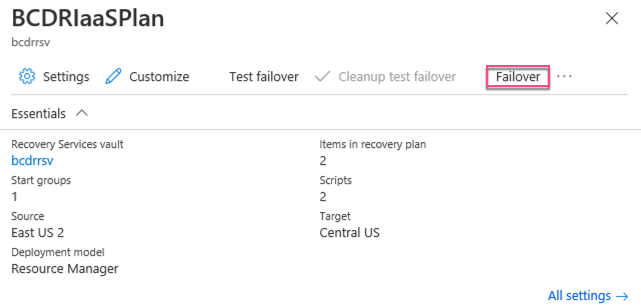 BCDRIaaSPlan
bcdrrsv
Settings Customize Test failover Cleanup test failover Failover ...
Essentials
Recovery Services vault Items in recovery plan
bcdrrsv 2
Start groups Scripts
1 2
Source Target
East US 2 Central US
Deployment model
Resource Manager
All settings →